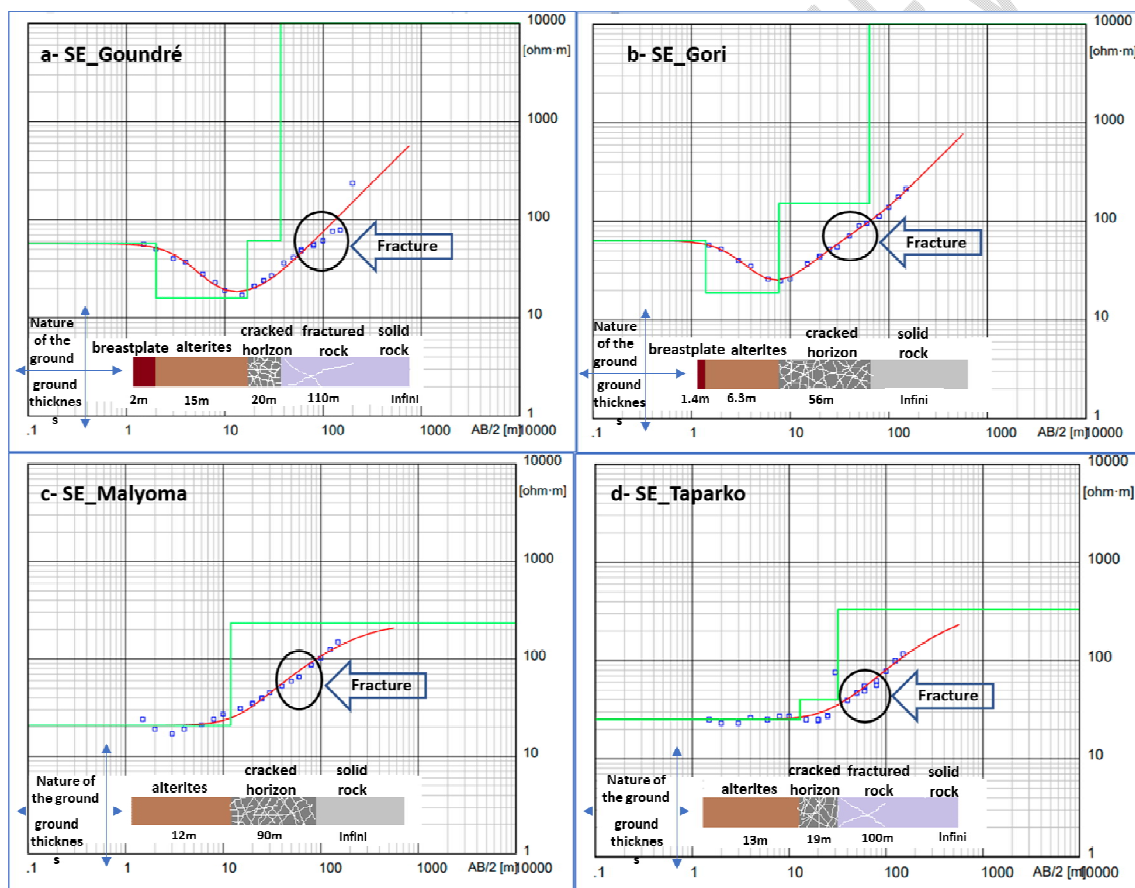 a- SE_Goundré
10000
[ohm·m]
1000
100
Fracture
10
Nature
of the
ground
ground
thicknes
s
breastplate
alterites
cracked
horizon
fractured
rock
solid
rock
2m
15m
20m
110m
Infini
1
.1
1
10
100
1000
AB/2 [m]
10000
b- SE_Gori
10000
[ohm·m]
1000
100
Fracture
10
Nature
of the
ground
ground
thicknes
s
breastplate
alterites
cracked
horizon
solid
rock
1.4m
6.3m
56m
Infini
1
.1
1
10
100
1000
AB/2 [m]
10000
c- SE_Malyoma
10000
[ohm·m]
1000
100
Fracture
10
Nature of
the ground
ground
thicknes
s
alterites
cracked
horizon
solid
rock
12m
90m
Infini
1
.1
1
10
100
1000
AB/2 [m]
10000
d- SE_Taparko
10000
[ohm·m]
1000
100
Fracture
10
Nature of
the ground
ground
thicknes
s
alterites
cracked
horizon
fractured
rock
solid
rock
13m
19m
100m
Infini
1
.1
1
10
100
1000
AB/2 [m]
10000